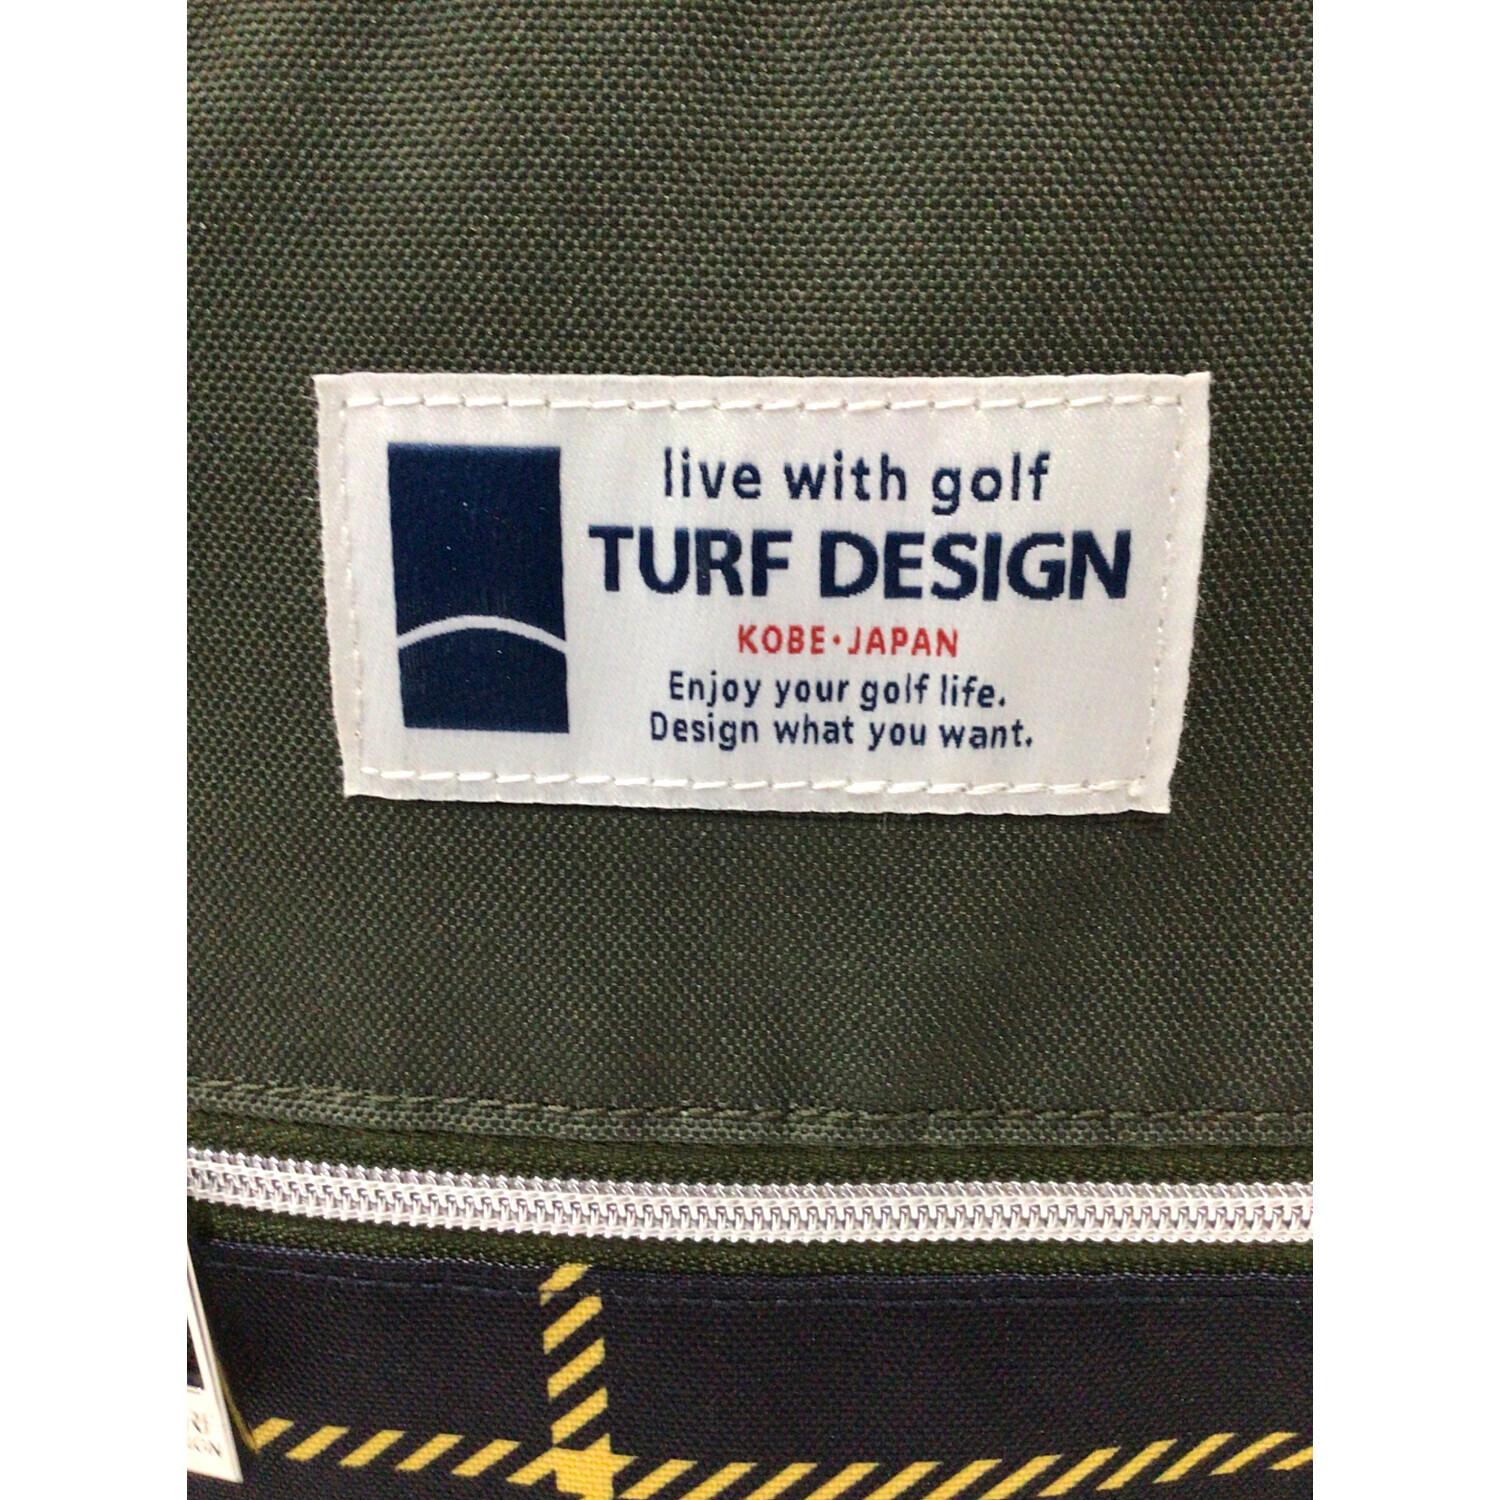 live with golf
TURF DESIGN
KOBE・JAPAN
Enjoy your golf life.
Design what you want.